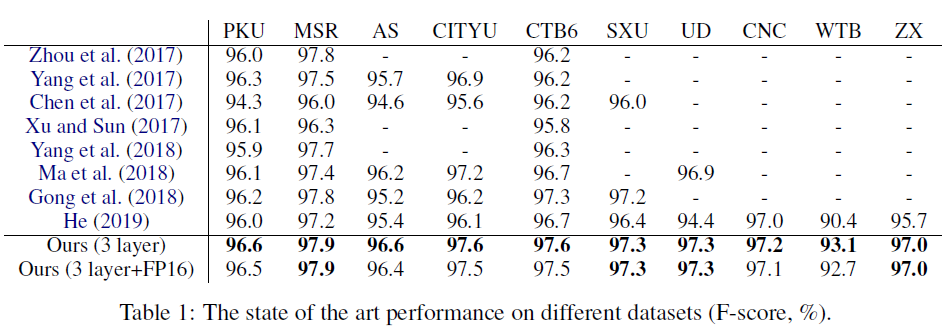 PKU MSR AS CITYU CTB6 SXU UD CNC WTB ZX
Zhou et al. (2017) 96.0 97.8 - - 96.2 - - - - -
Yang et al. (2017) 96.3 97.5 95.7 96.9 96.2 - - - - -
Chen et al. (2017) 94.3 96.0 94.6 95.6 96.2 96.0 - - - -
Xu and Sun (2017) 96.1 96.3 - - 95.8 - - - - -
Yang et al. (2018) 95.9 97.7 - - 96.3 - - - - -
Ma et al. (2018) 96.1 97.4 96.2 97.2 96.7 - 96.9 - - -
Gong et al. (2018) 96.2 97.8 95.2 96.2 97.3 97.2 - - - -
He (2019) 96.0 97.2 95.4 96.1 96.7 96.4 94.4 97.0 90.4 95.7
Ours (3 layer) 96.6 97.9 96.6 97.6 97.6 97.3 97.3 97.2 93.1 97.0
Ours (3 layer+FP16) 96.5 97.9 96.4 97.5 97.5 97.3 97.3 97.1 92.7 97.0
Table 1: The state of the art performance on different datasets (F-score, %).